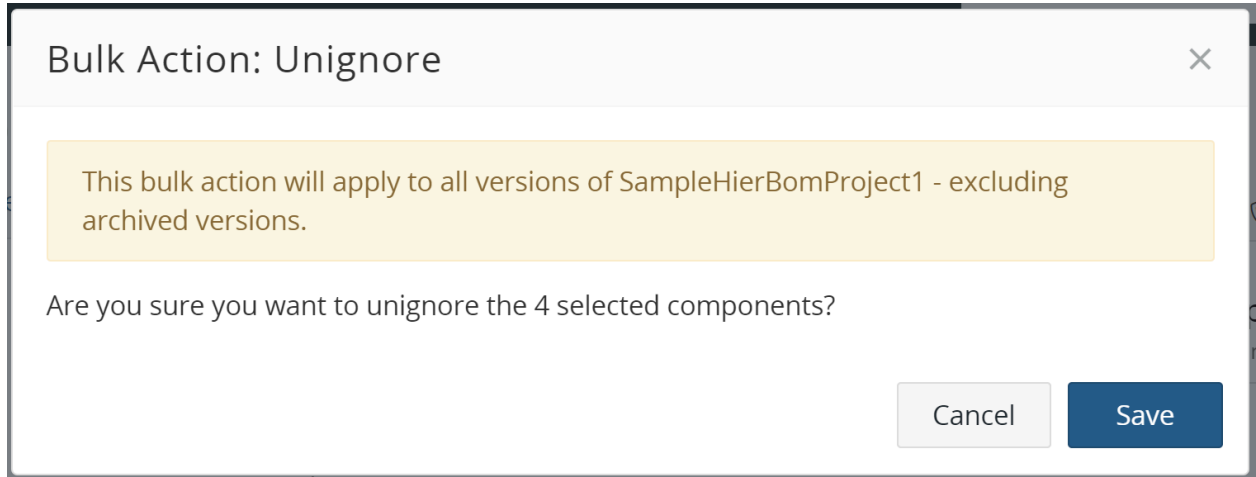 Bulk Action: Unignore
This bulk action will apply to all versions of SampleHierBomProject1 - excluding
archived versions.
Are you sure you want to unignore the 4 selected components?
Cancel
Save